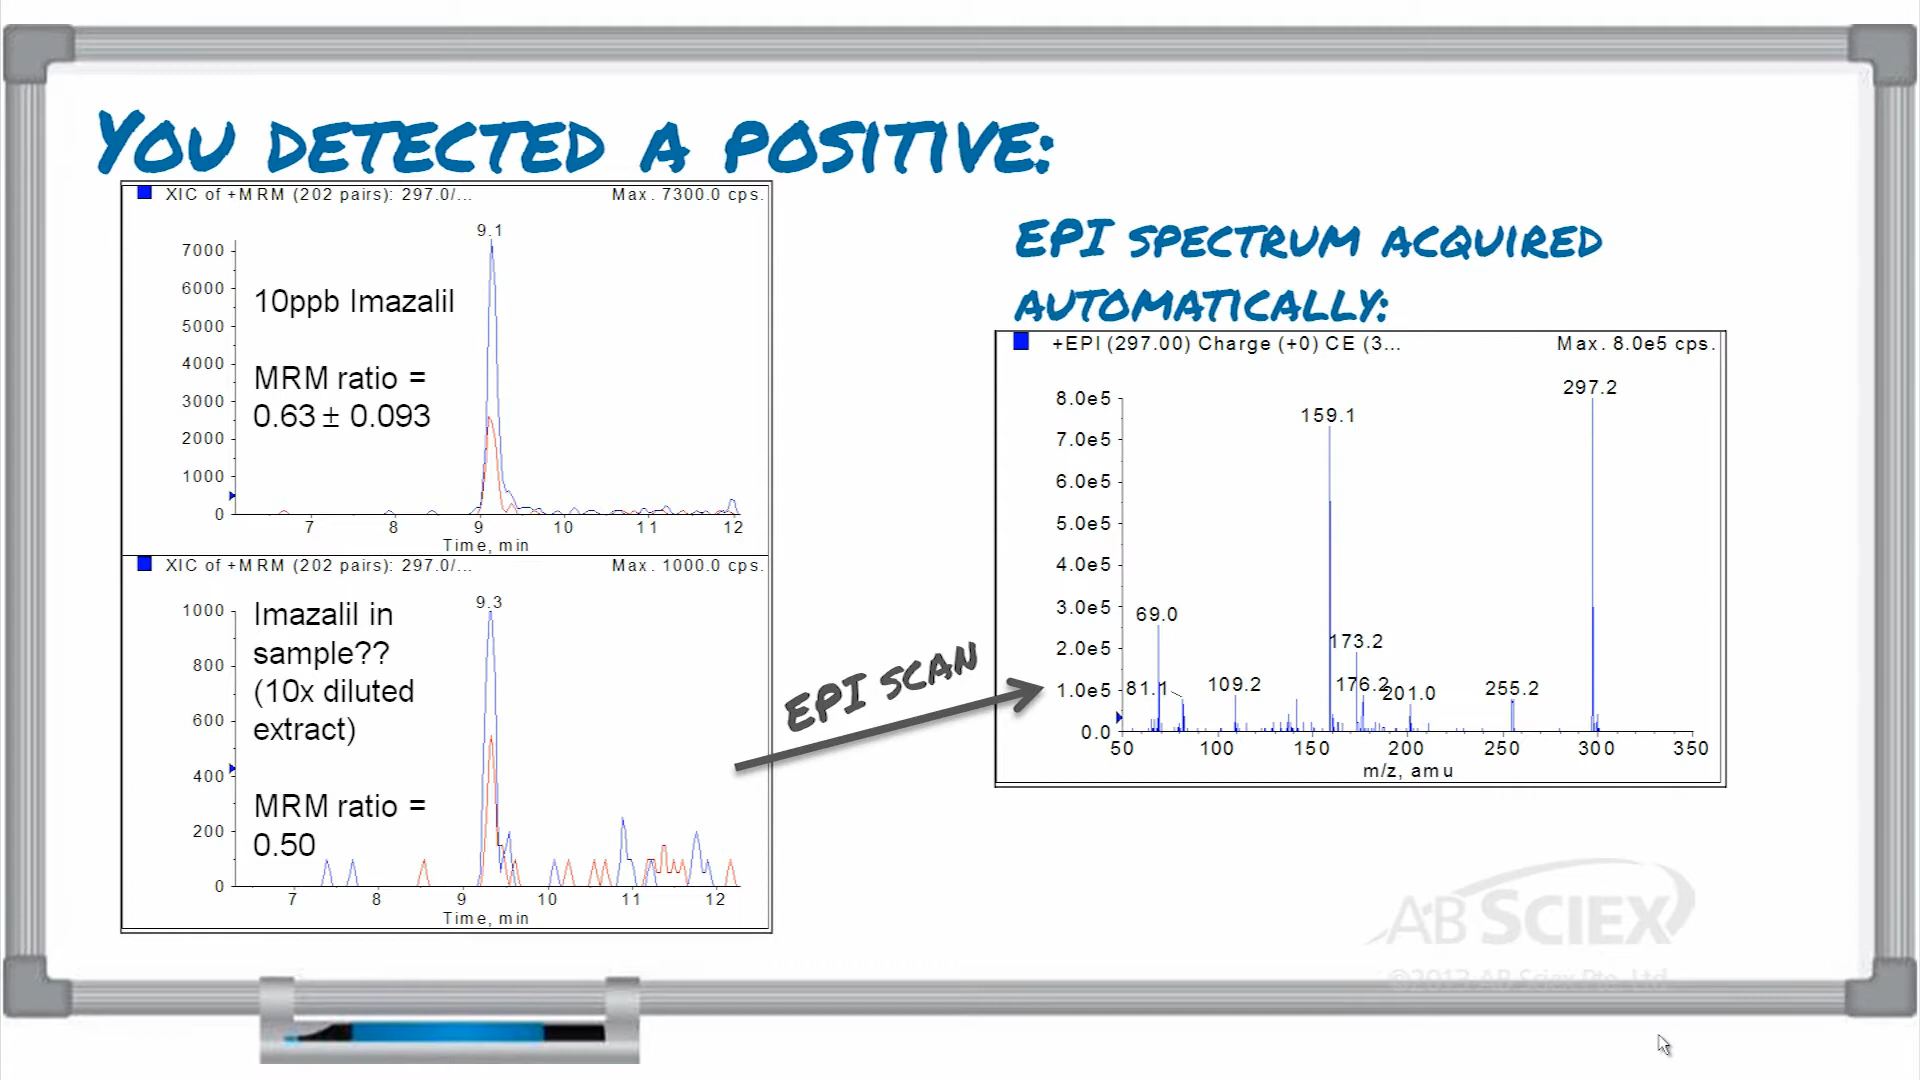 You detected a positive:
XIC of +MRM (202 pairs): 297.0/...
Max. 7300.0 cps.
9.1
7000
6000
5000
4000
3000
2000
1000
0
10ppb Imazalil
MRM ratio =
0.63 ± 0.093
7 8 9 10 11 12
Time, min
XIC of +MRM (202 pairs): 297.0/...
Max. 1000.0 cps.
9.3
1000
800
600
400
200
0
Imazalil in
sample??
(10x diluted
extract)
MRM ratio =
0.50
7 8 9 10 11 12
Time, min
EPI scan
EPI spectrum acquired
automatically:
+EPI (297.00) Charge (+0) CE (3...
Max. 8.0e5 cps.
8.0e5
7.0e5
6.0e5
5.0e5
4.0e5
3.0e5
2.0e5
1.0e5
0.0
69.0
81.1
109.2
159.1
173.2
176.2
201.0
255.2
297.2
50 100 150 200 250 300 350
m/z, amu
AB SCIEX
©2013 AB Sciex Pte. Ltd.